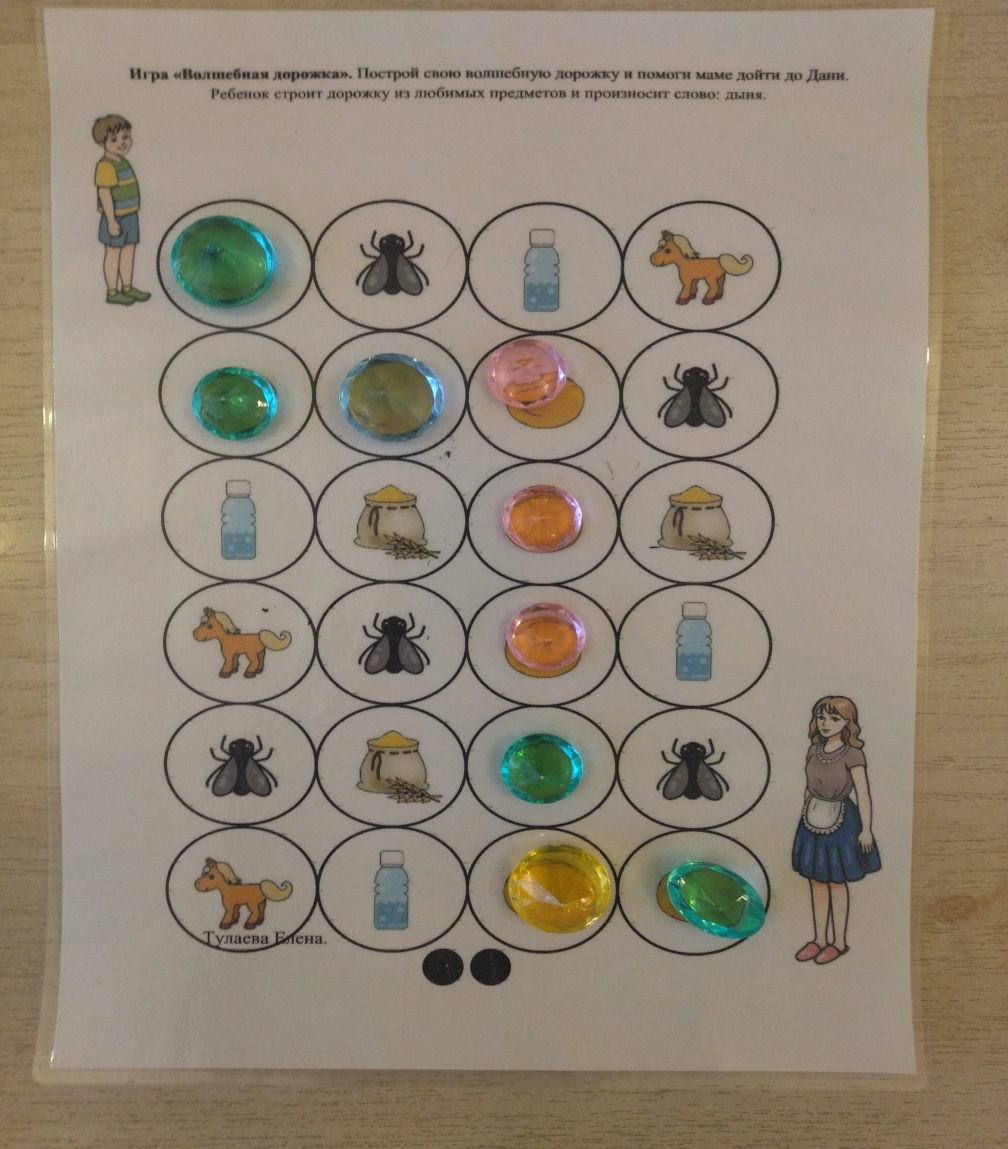 Игра «Волшебная дорожка». Построй свою волшебную дорожку и помоги маме дойти до Дани.
Ребенок строит дорожку из любимых предметов и произносит слово: дыня.
Тулаева Елена.